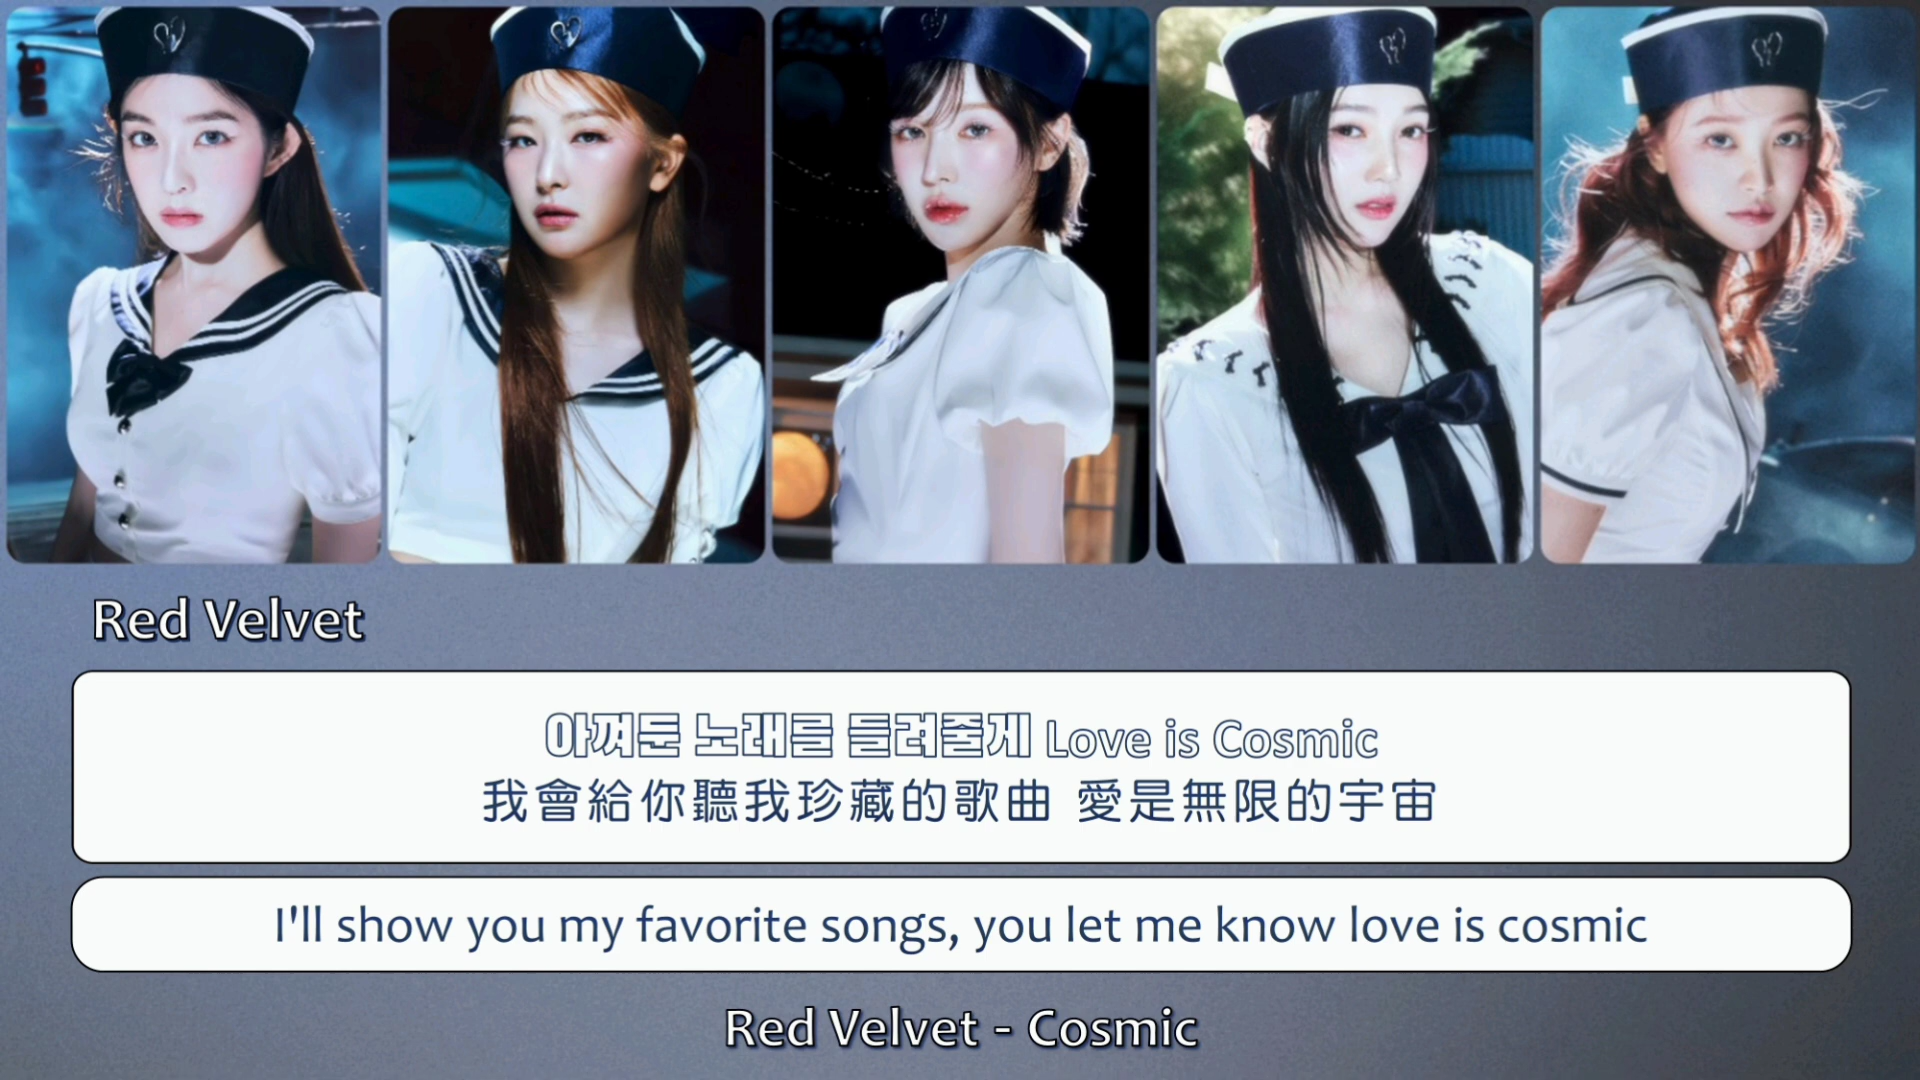 Red Velvet
아껴둔 노래를 들려줄게 Love is Cosmic
我會給你聽我珍藏的歌曲 愛是無限的宇宙
I'll show you my favorite songs, you let me know love is cosmic
Red Velvet - Cosmic